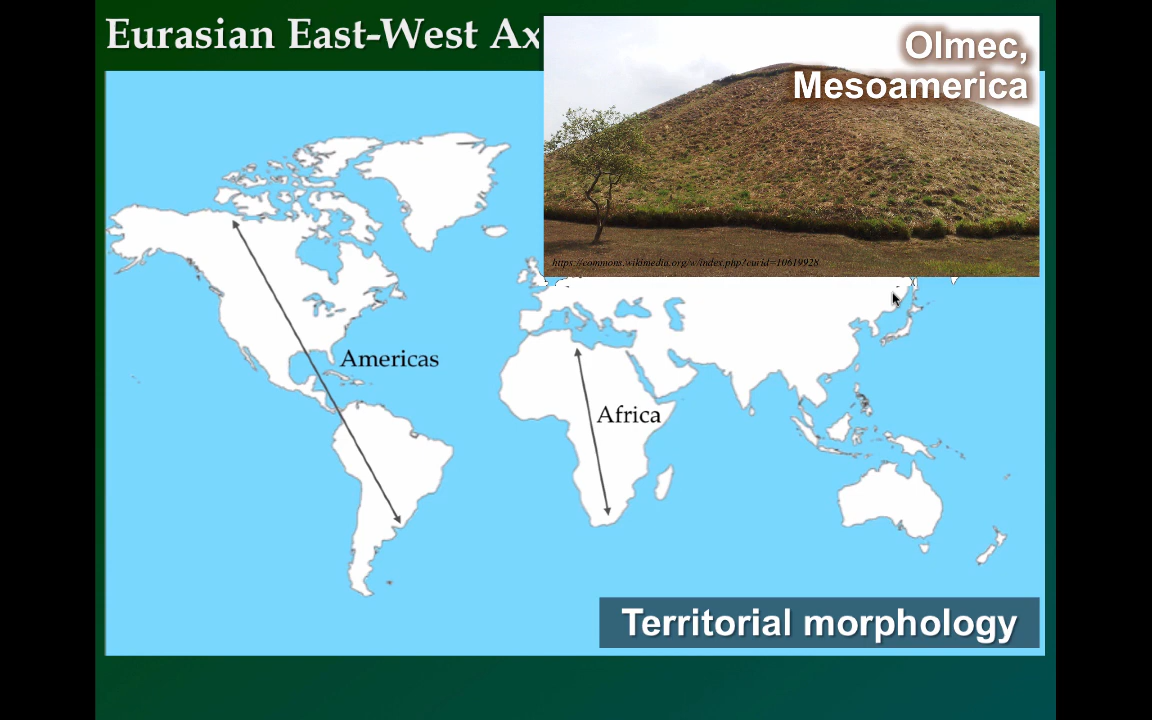 Eurasian East-West Ax
Olmec,
Mesoamerica
https://commons.wikimedia.org/w/index.php?curid=10619928
Americas
Africa
Territorial morphology